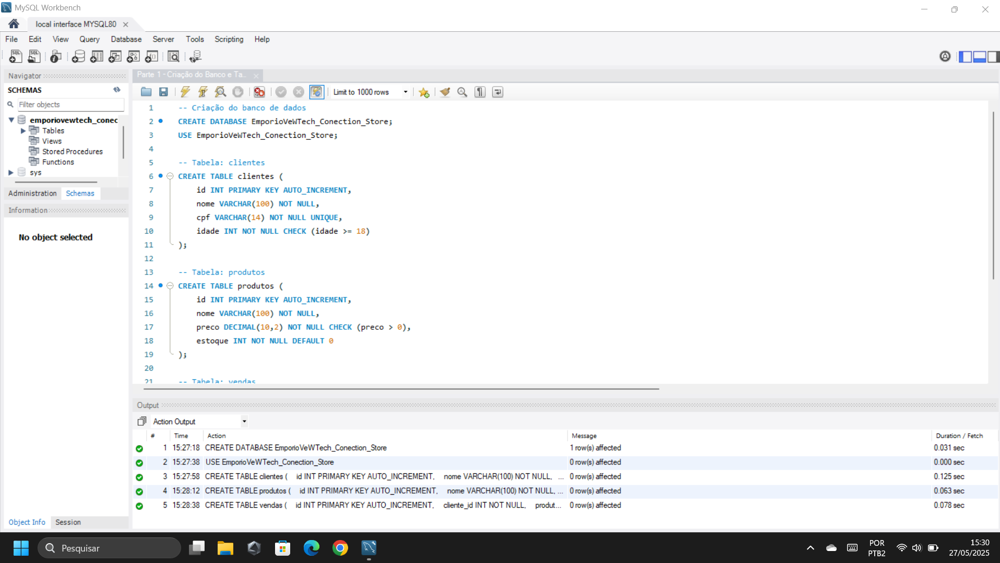 MySQL Workbench
local interface MYSQL80
File Edit View Query Database Server Tools Scripting Help
Navigator
SCHEMAS
Filter objects
emporiovewtech_conec
Tables
Views
Stored Procedures
Functions
sys
Administration Schemas
Information
No object selected
Object Info Session
Parte 1 - Criação do Banco e Ta...
Limit to 1000 rows
1 -- Criação do banco de dados
2 CREATE DATABASE EmporioVeWTech_Conection_Store;
3 USE EmporioVeWTech_Conection_Store;
4
5 -- Tabela: clientes
6 CREATE TABLE clientes (
7 id INT PRIMARY KEY AUTO_INCREMENT,
8 nome VARCHAR(100) NOT NULL,
9 cpf VARCHAR(14) NOT NULL UNIQUE,
10 idade INT NOT NULL CHECK (idade >= 18)
11 );
12
13 -- Tabela: produtos
14 CREATE TABLE produtos (
15 id INT PRIMARY KEY AUTO_INCREMENT,
16 nome VARCHAR(100) NOT NULL,
17 preco DECIMAL(10,2) NOT NULL CHECK (preco > 0),
18 estoque INT NOT NULL DEFAULT 0
19 );
20
21 -- Tabela: vendas
Output
Action Output
# Time Action Message Duration / Fetch
1 15:27:18 CREATE DATABASE EmporioVeWTech_Conection_Store 1 row(s) affected 0.031 sec
2 15:27:38 USE EmporioVeWTech_Conection_Store 0 row(s) affected 0.000 sec
3 15:27:58 CREATE TABLE clientes ( id INT PRIMARY KEY AUTO_INCREMENT, nome VARCHAR(100) NOT NULL, ... 0 row(s) affected 0.125 sec
4 15:28:12 CREATE TABLE produtos ( id INT PRIMARY KEY AUTO_INCREMENT, nome VARCHAR(100) NOT NULL, ... 0 row(s) affected 0.063 sec
5 15:28:38 CREATE TABLE vendas ( id INT PRIMARY KEY AUTO_INCREMENT, cliente_id INT NOT NULL, produt... 0 row(s) affected 0.078 sec
Pesquisar
POR
PTB2
15:30
27/05/2025